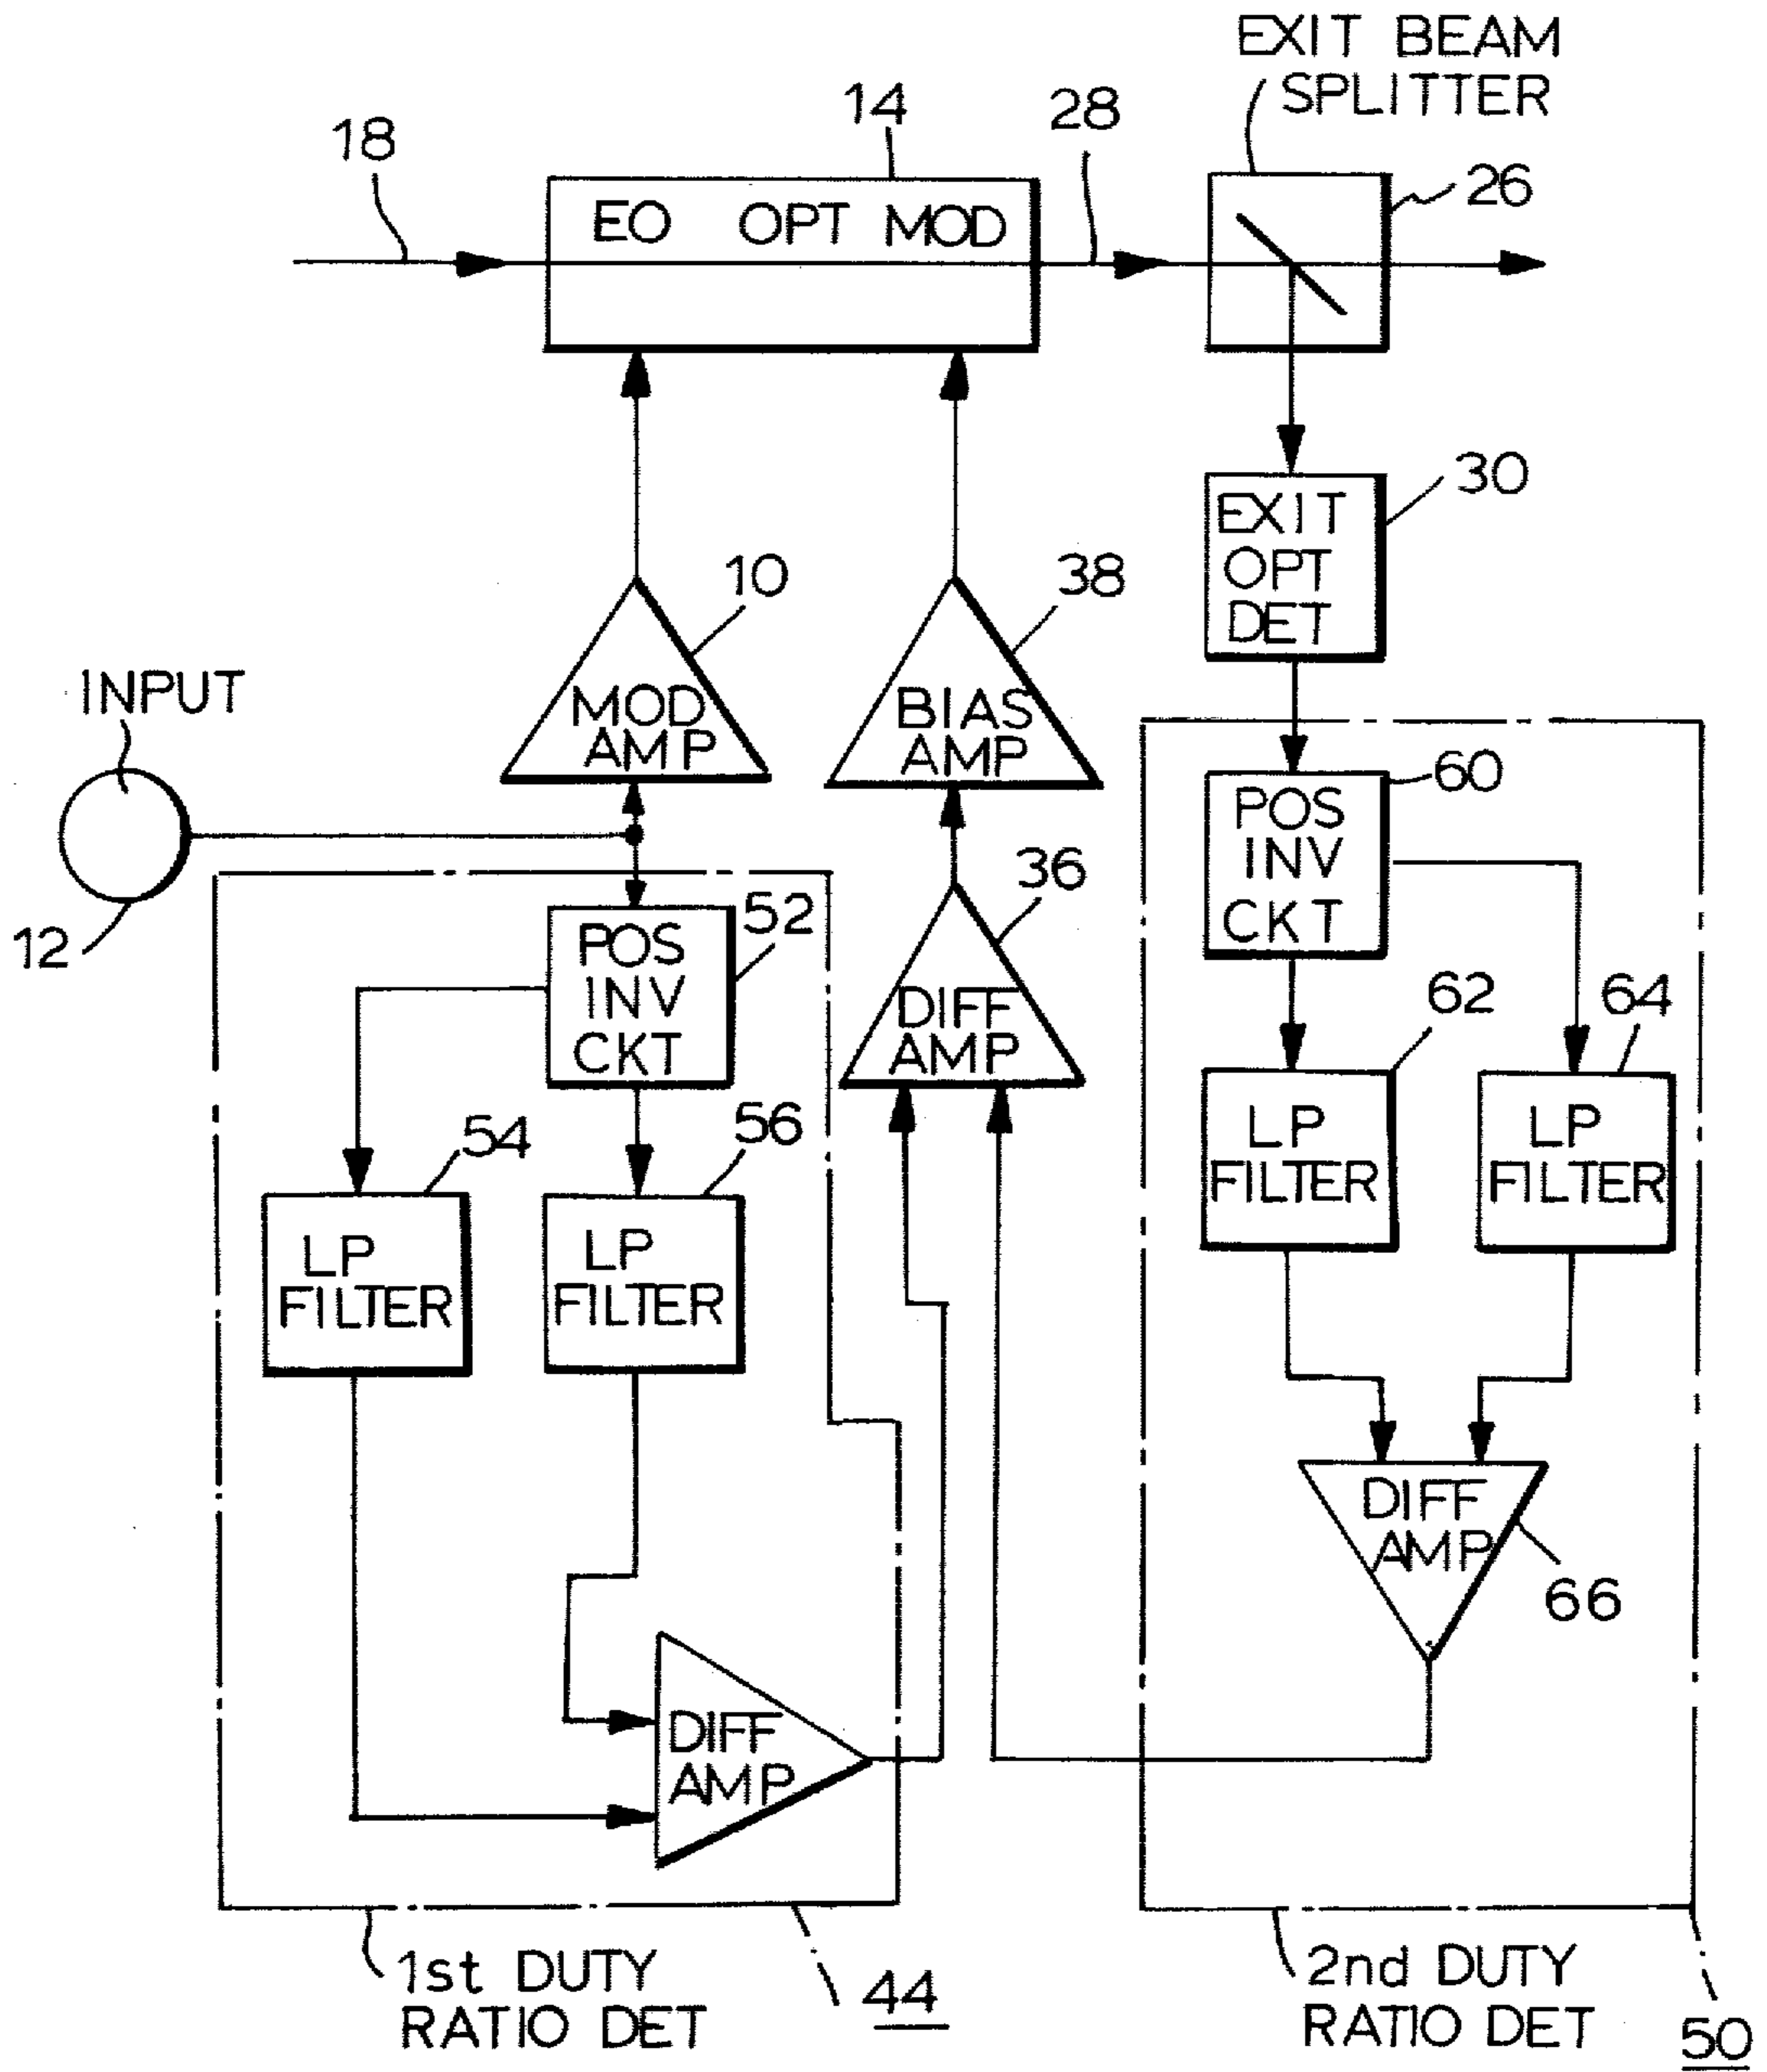 EXIT BEAM
SPLITTER
14
28
18
26
EO OPT MOD
30
EXIT
OPT
DET
10
38
INPUT
MOD
AMP
BIAS
AMP
60
POS
INV
CKT
12
52
POS
INV
CKT
36
DIFF
AMP
62
64
LP
FILTER
LP
FILTER
54
56
LP
FILTER
LP
FILTER
DIFF
AMP
66
DIFF
AMP
1st DUTY
RATIO DET
44
2nd DUTY
RATIO DET
50